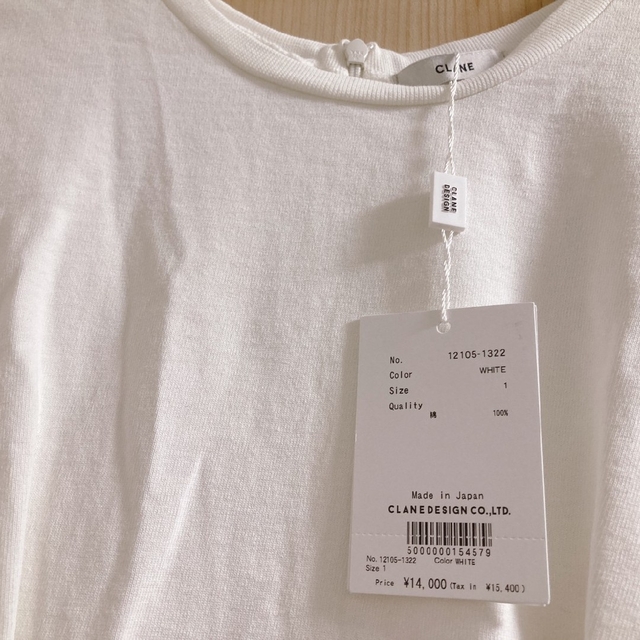 CLANE
CLANE
DESIGN
No. 12105-1322
Color WHITE
Size 1
Quality
綿 100%
Made in Japan
CLANE DESIGN CO.,LTD.
5000000154579
No. 12105-1322 Color WHITE
Size 1
Price ¥14,000 (Tax in ¥15,400)